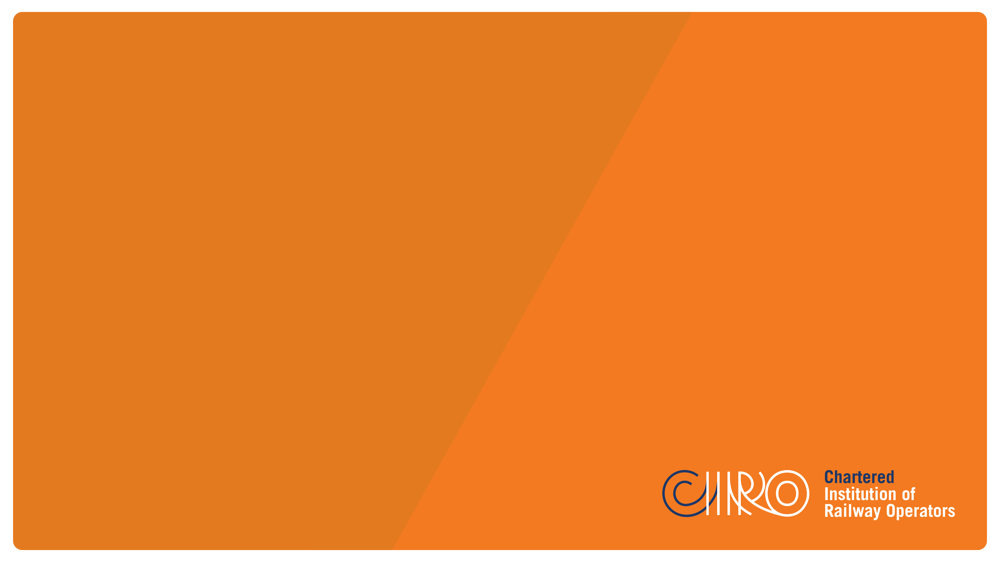 CIRO
Chartered
Institution of
Railway Operators